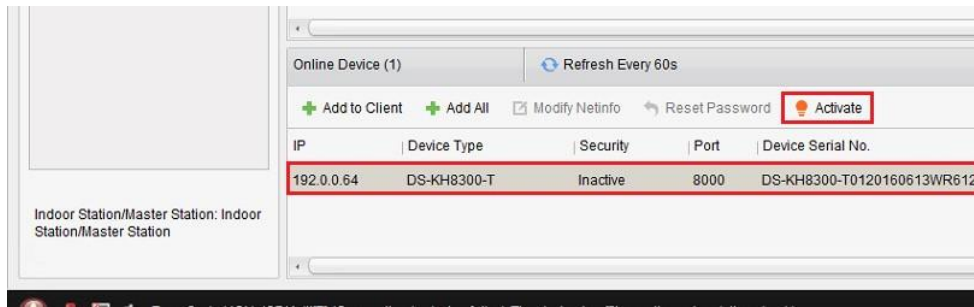 Online Device (1)
Refresh Every 60s
Add to Client
Add All
Modify Netinfo
Reset Password
Activate
IP
Device Type
Security
Port
Device Serial No.
192.0.0.64
DS-KH8300-T
Inactive
8000
DS-KH8300-T0120160613WR612
Indoor Station/Master Station: Indoor
Station/Master Station